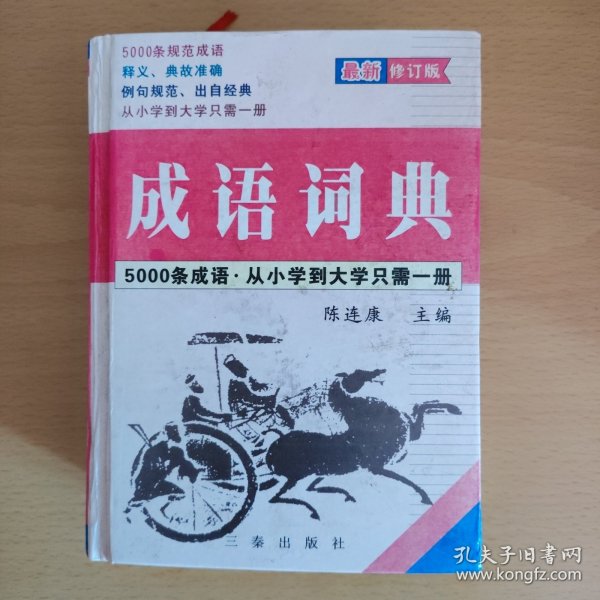 5000条规范成语
释义、典故准确
例句规范、出自经典
从小学到大学只需一册
最新 修订版
成语词典
5000条成语·从小学到大学只需一册
陈连康 主编
三秦出版社
孔夫子旧书网
www.kongfz.com